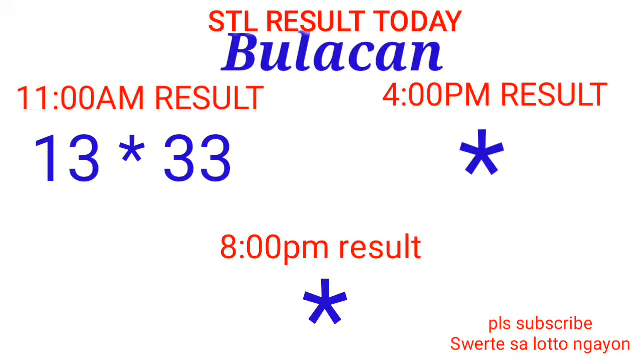 STL RESULT TODAY
Bulacan
11:00AM RESULT
13 * 33
4:00PM RESULT
*
8:00pm result
*
pls subscribe
Swerte sa lotto ngayon